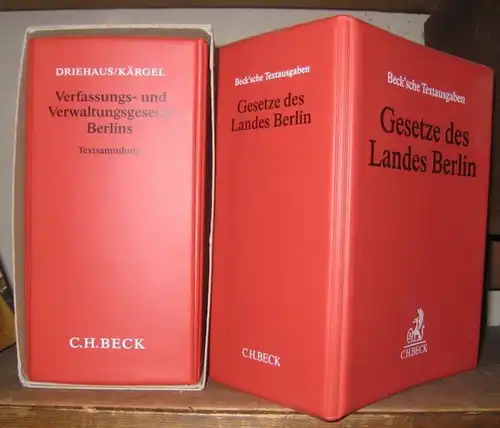 DRIEHAUS/KÄRGEL
Verfassungs- und
Verwaltungsgesetze
Berlins
Textsammlung
C.H.BECK
Beck'sche Textausgaben
Gesetze des
Landes Berlin
C.H.BECK
Beck'sche Textausgaben
Gesetze des
Landes Berlin
C.H.BECK